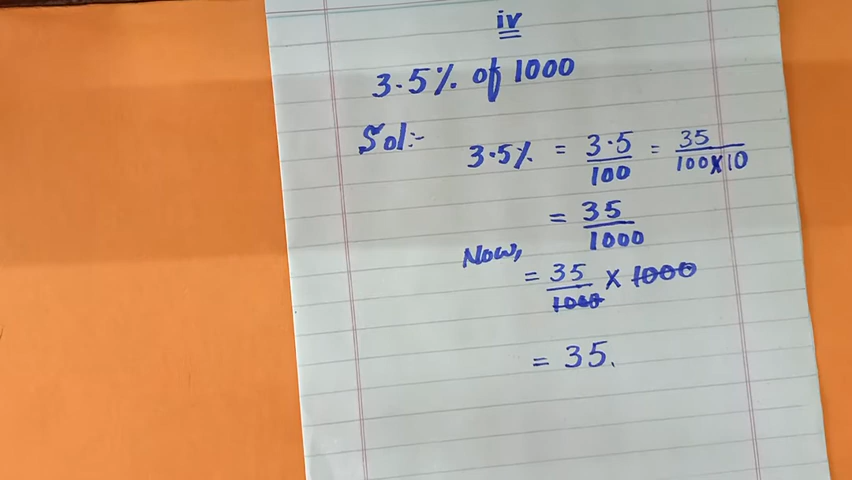 iv
3.5% of 1000
Sol:-
3.5% = 3.5/100 = 35/100×10
= 35/1000
Now,
= 35/1000 × 1000
= 35.